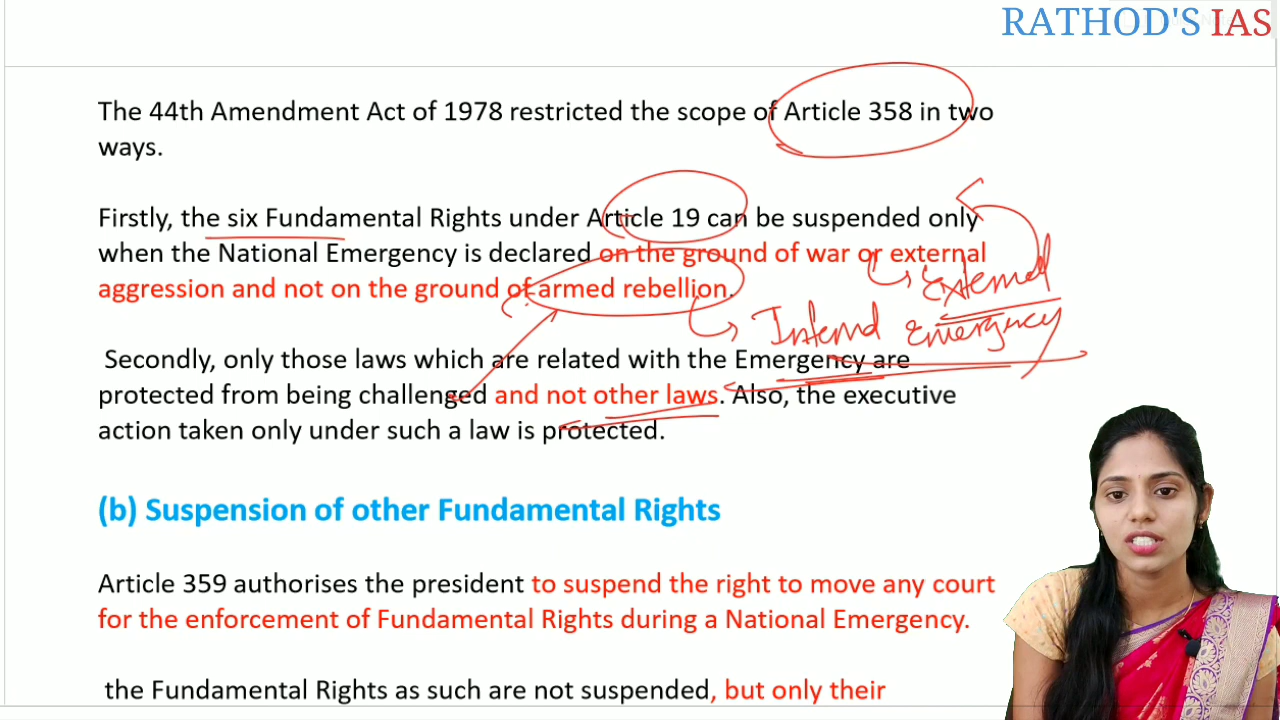 RATHOD'S IAS
The 44th Amendment Act of 1978 restricted the scope of Article 358 in two
ways.
Firstly, the six Fundamental Rights under Article 19 can be suspended only
when the National Emergency is declared on the ground of war or external
aggression and not on the ground of armed rebellion.
External
Internal Emergency
Secondly, only those laws which are related with the Emergency are
protected from being challenged and not other laws. Also, the executive
action taken only under such a law is protected.
(b) Suspension of other Fundamental Rights
Article 359 authorises the president to suspend the right to move any court
for the enforcement of Fundamental Rights during a National Emergency.
the Fundamental Rights as such are not suspended, but only their